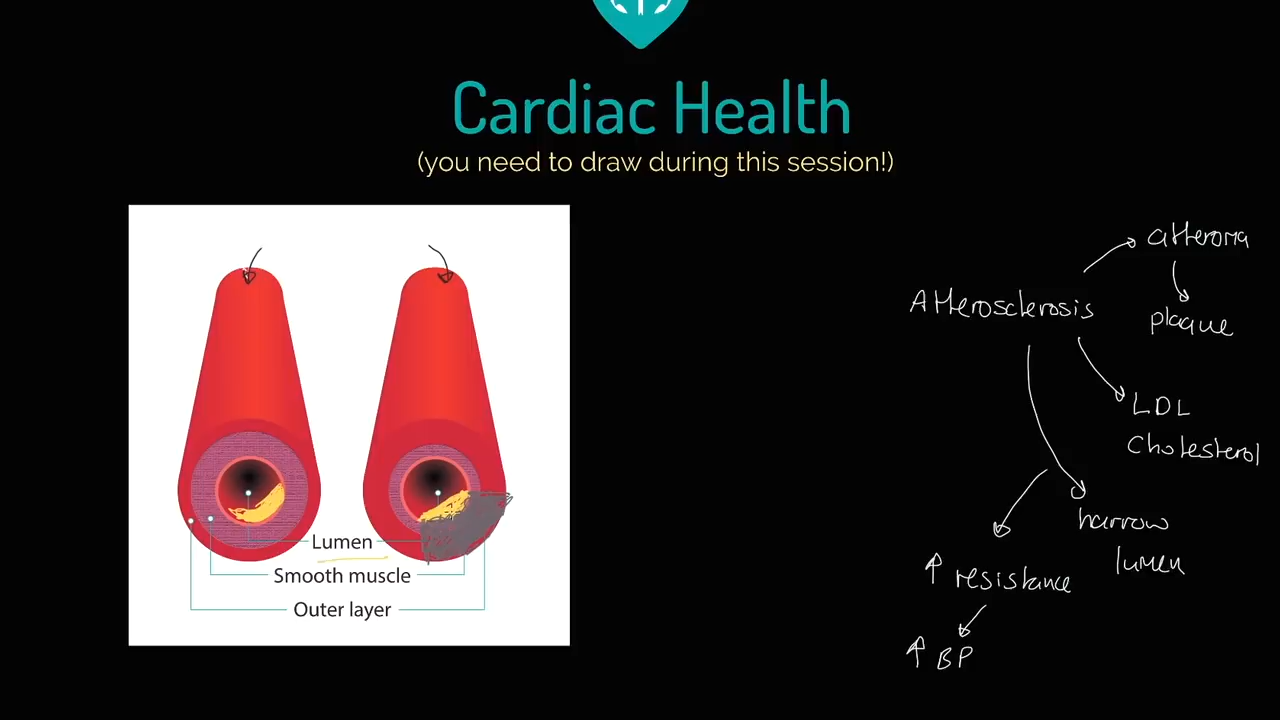 Cardiac Health
(you need to draw during this session!)
Lumen
Smooth muscle
Outer layer
atheroma
Atherosclerosis
plaque
LDL
Cholesterol
narrow
lumen
↑ resistance
↑ BP